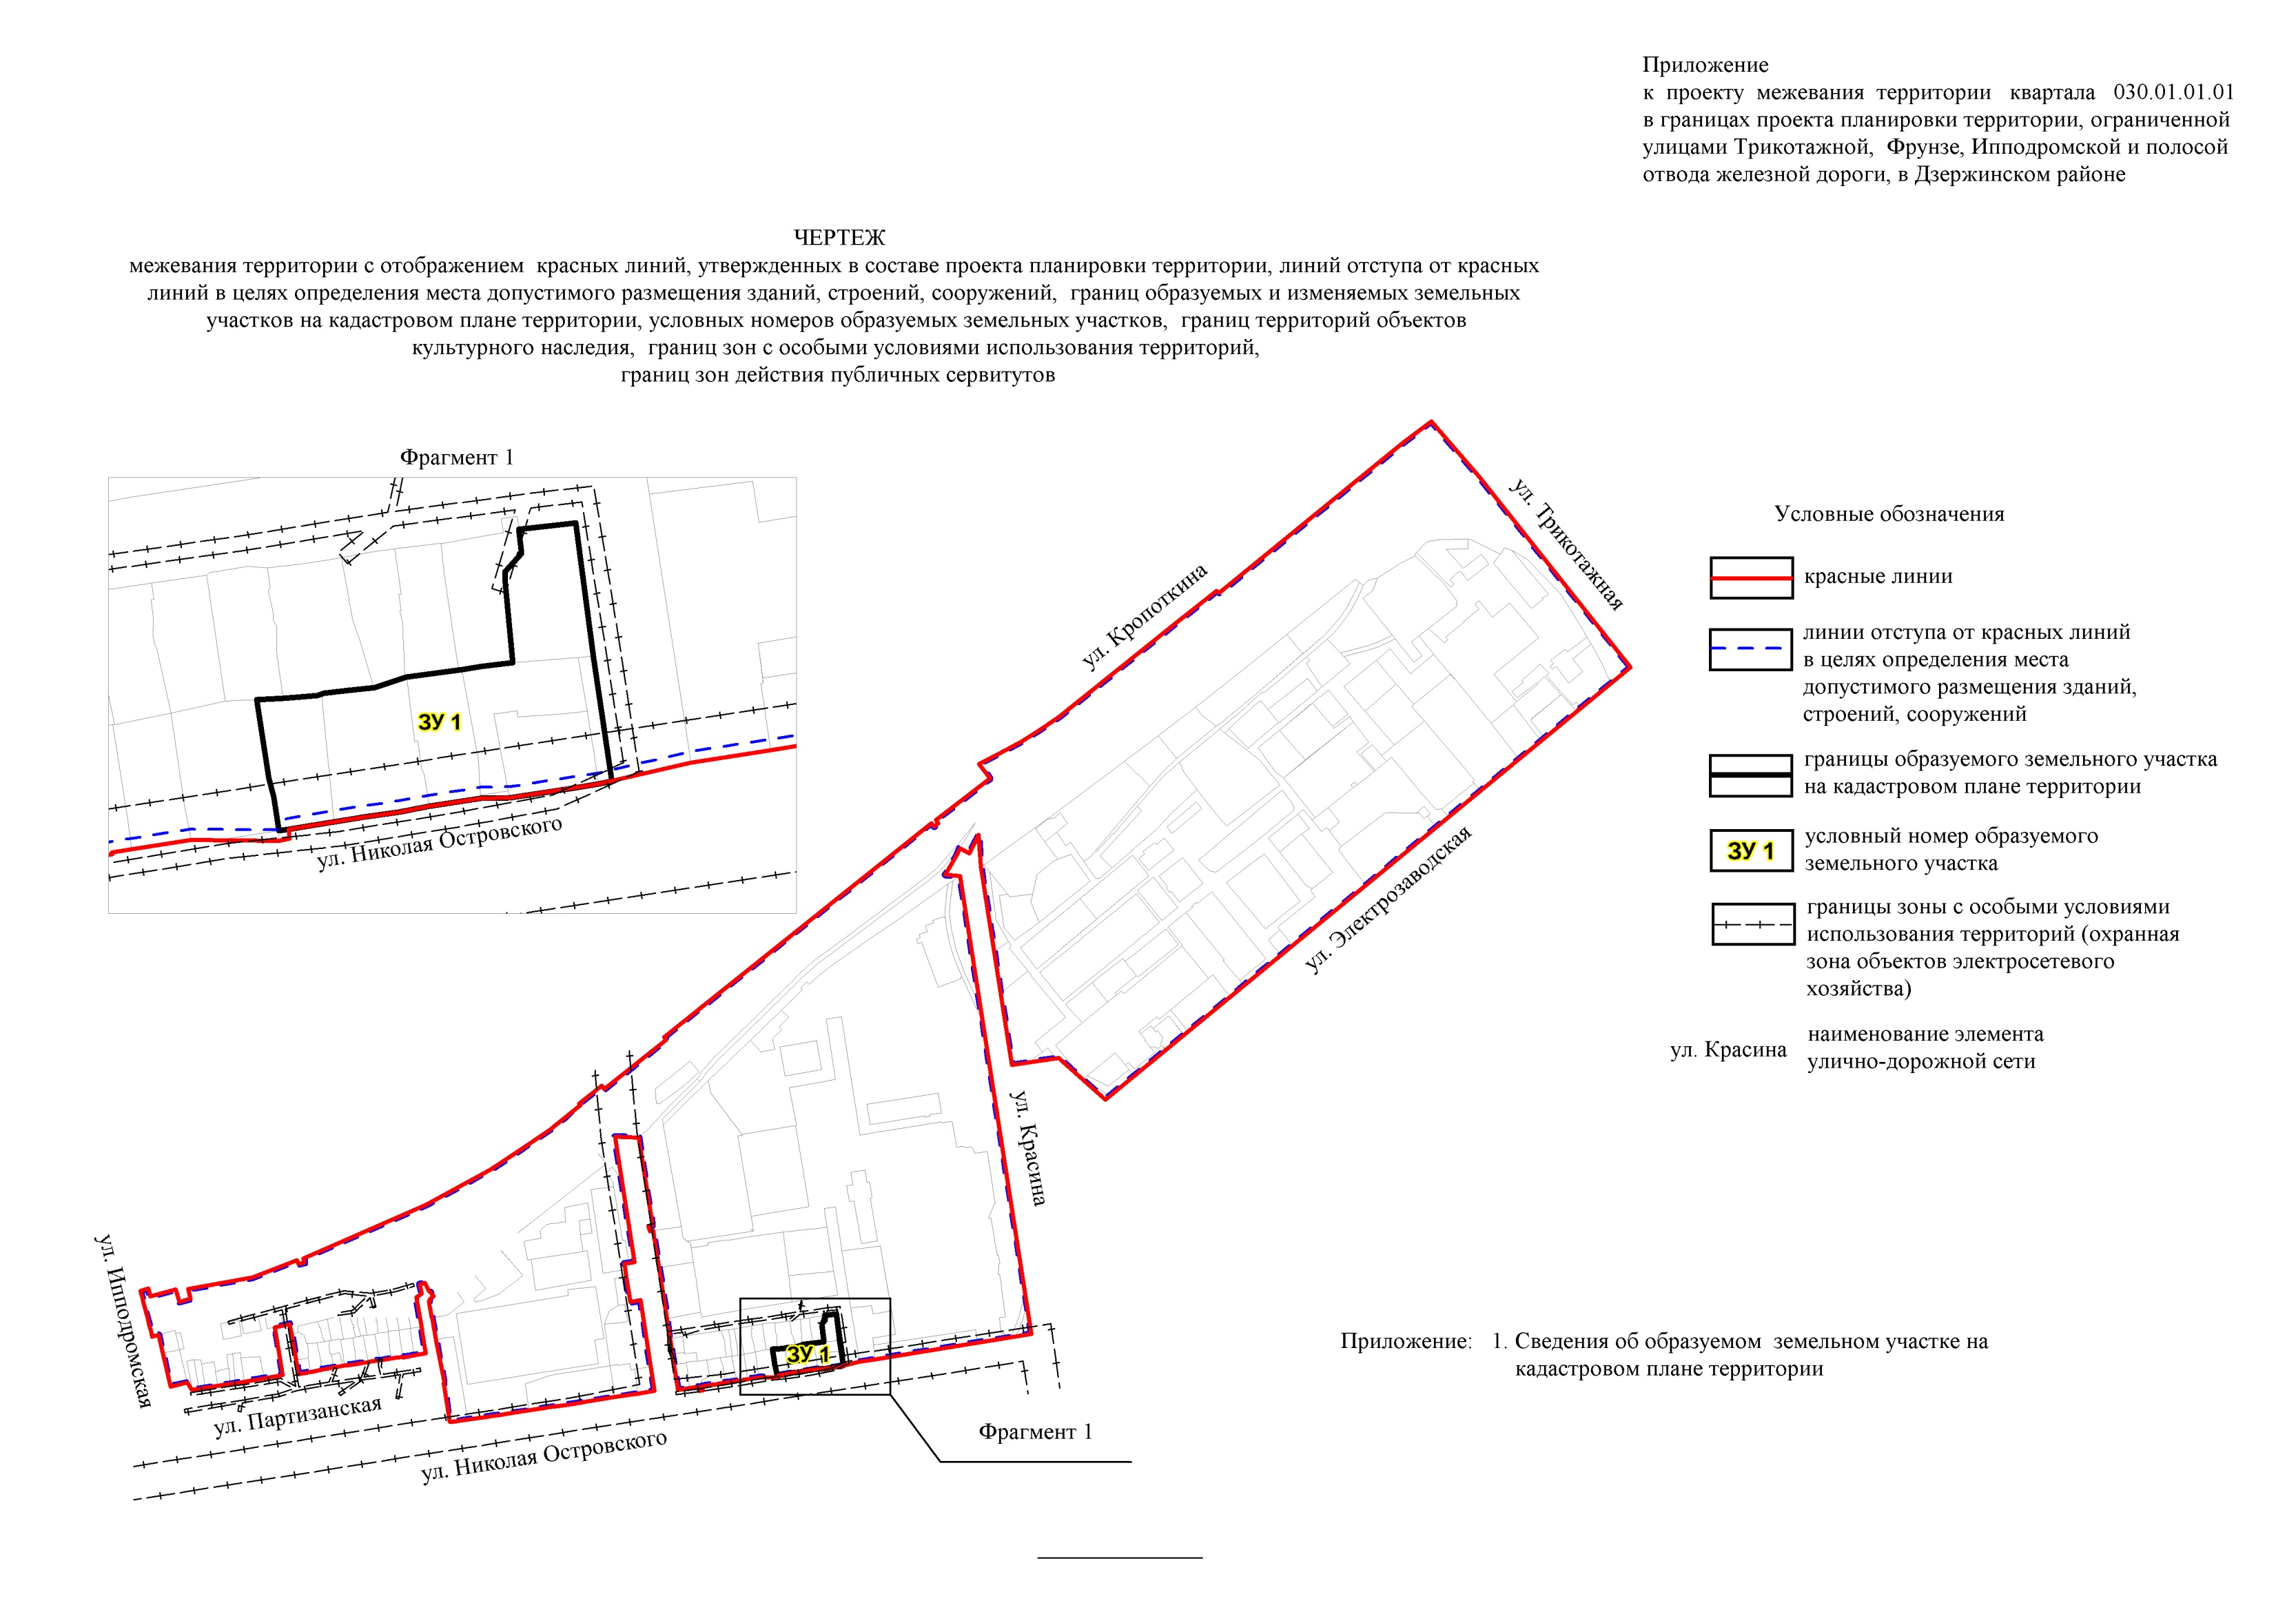 Приложение
к проекту межевания территории квартала 030.01.01.01
в границах проекта планировки территории, ограниченной
улицами Трикотажной, Фрунзе, Ипподромской и полосой
отвода железной дороги, в Дзержинском районе
ЧЕРТЕЖ
межевания территории с отображением красных линий, утвержденных в составе проекта планировки территории, линий отступа от красных
линий в целях определения места допустимого размещения зданий, строений, сооружений, границ образуемых и изменяемых земельных
участков на кадастровом плане территории, условных номеров образуемых земельных участков, границ территорий объектов
культурного наследия, границ зон с особыми условиями использования территорий,
границ зон действия публичных сервитутов
Фрагмент 1
ЗУ 1
ул. Николая Островского
ул. Кропоткина
ул. Трикотажная
ул. Электрозаводская
ул. Красина
ул. Ипподромская
ул. Партизанская
ул. Николая Островского
ЗУ 1
Фрагмент 1
Условные обозначения
красные линии
линии отступа от красных линий
в целях определения места
допустимого размещения зданий,
строений, сооружений
границы образуемого земельного участка
на кадастровом плане территории
ЗУ 1
условный номер образуемого
земельного участка
границы зоны с особыми условиями
использования территорий (охранная
зона объектов электросетевого
хозяйства)
ул. Красина
наименование элемента
улично-дорожной сети
Приложение: 1. Сведения об образуемом земельном участке на
кадастровом плане территории